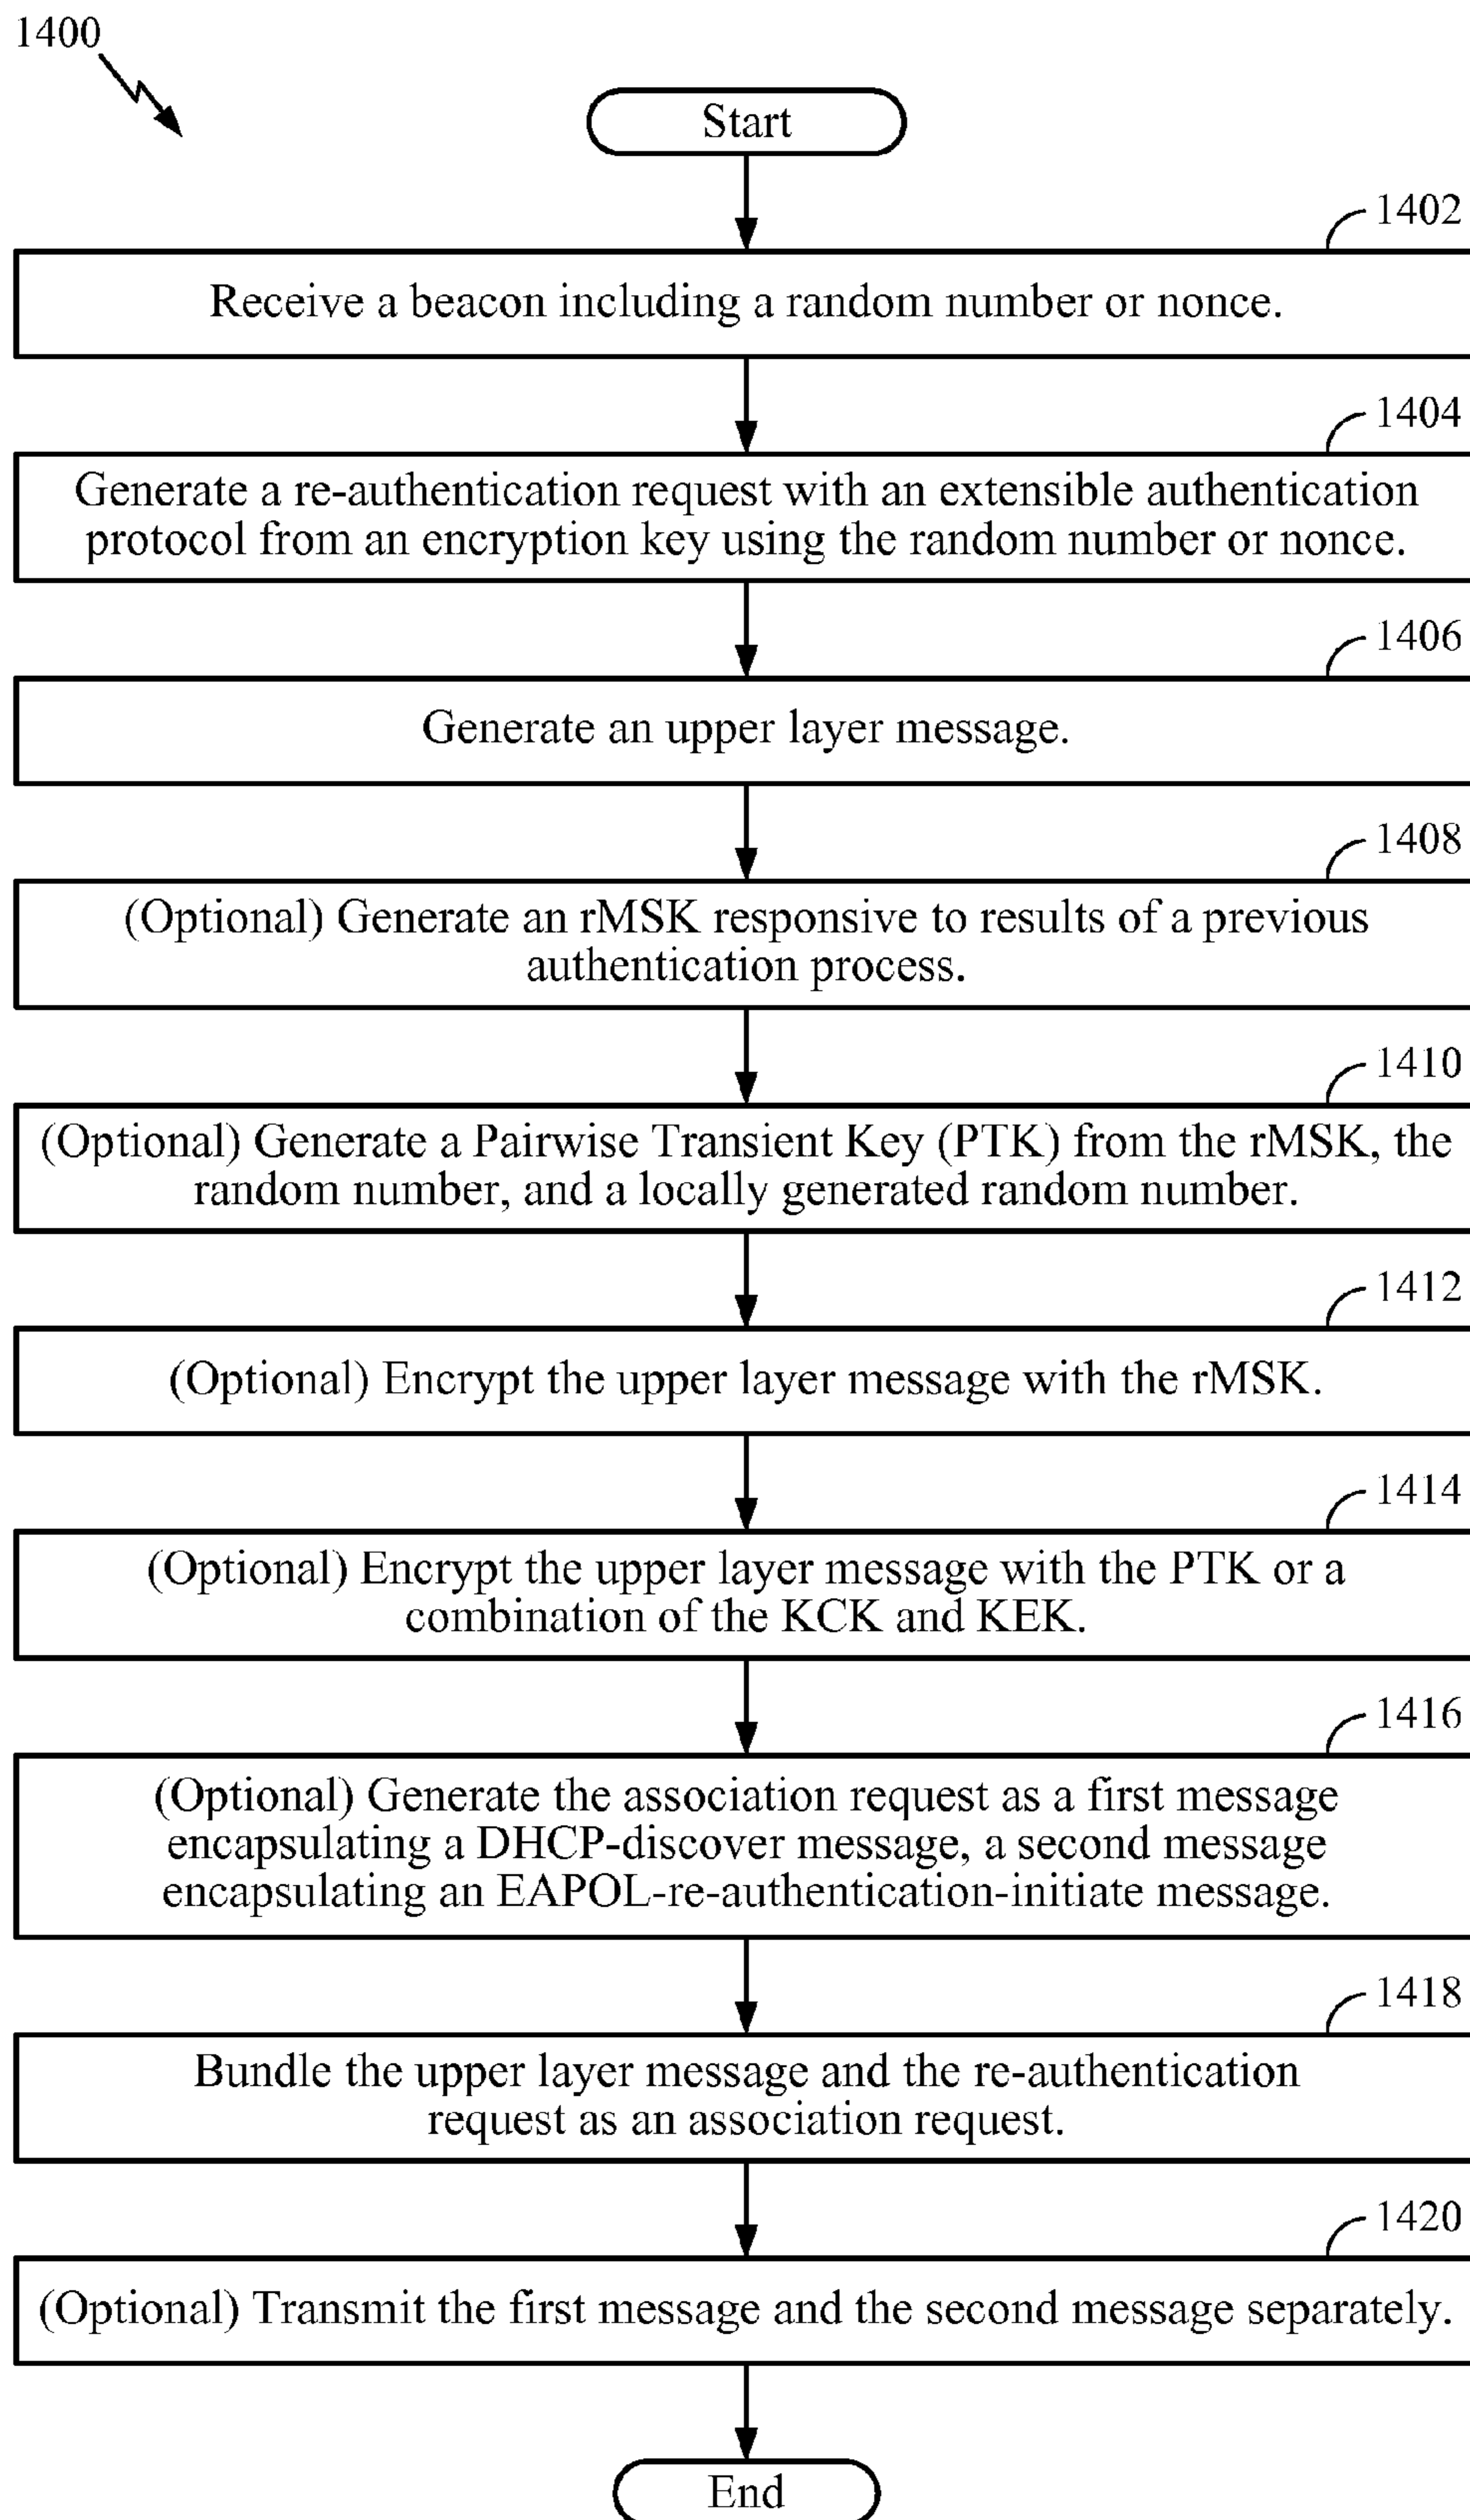 1400
Start
1402
Receive a beacon including a random number or nonce.
1404
Generate a re-authentication request with an extensible authentication
protocol from an encryption key using the random number or nonce.
1406
Generate an upper layer message.
1408
(Optional) Generate an rMSK responsive to results of a previous
authentication process.
1410
(Optional) Generate a Pairwise Transient Key (PTK) from the rMSK, the
random number, and a locally generated random number.
1412
(Optional) Encrypt the upper layer message with the rMSK.
1414
(Optional) Encrypt the upper layer message with the PTK or a
combination of the KCK and KEK.
1416
(Optional) Generate the association request as a first message
encapsulating a DHCP-discover message, a second message
encapsulating an EAPOL-re-authentication-initiate message.
1418
Bundle the upper layer message and the re-authentication
request as an association request.
1420
(Optional) Transmit the first message and the second message separately.
End